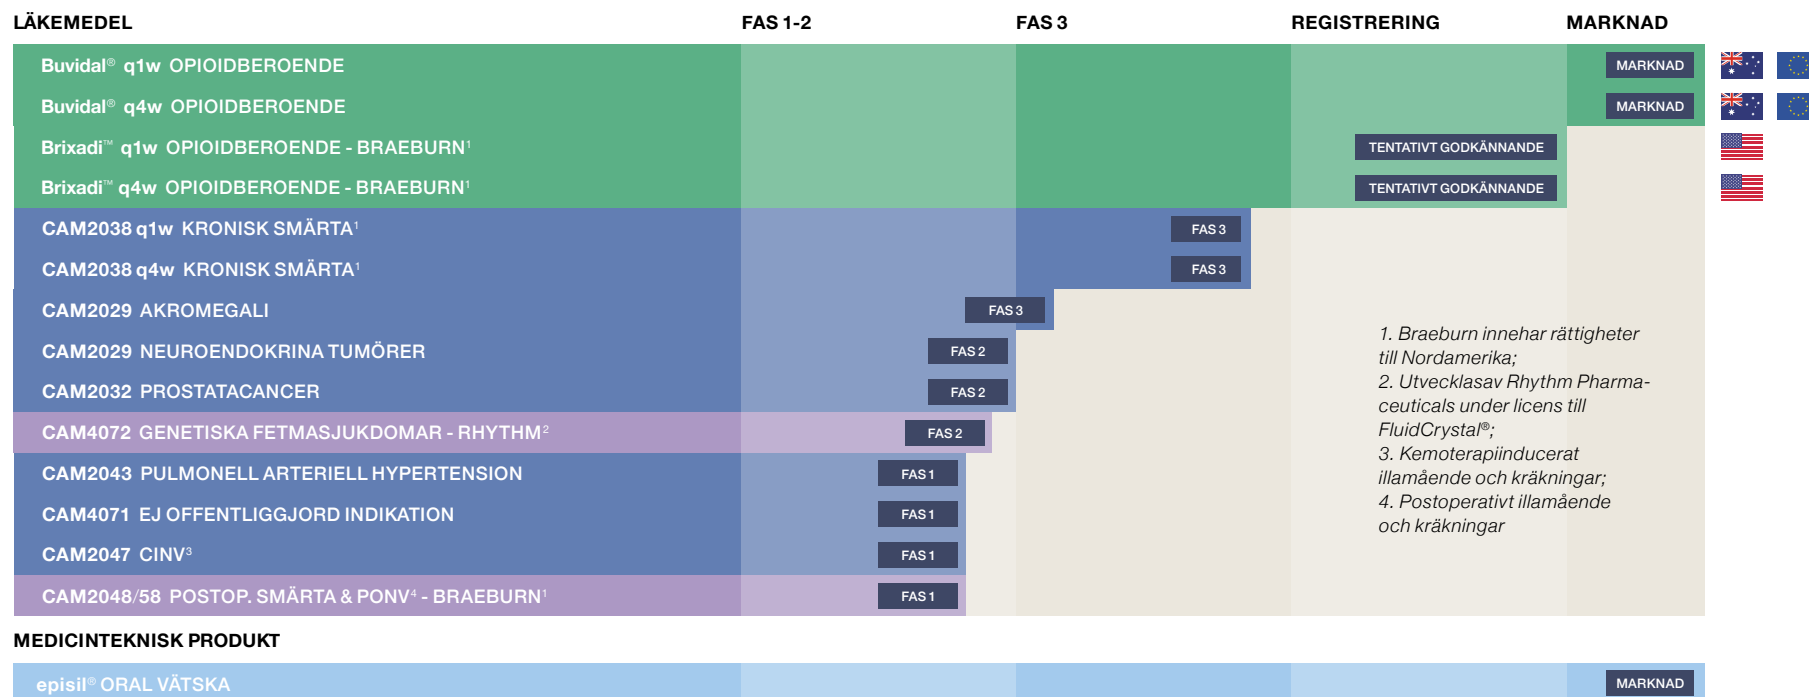 LÄKEMEDEL FAS 1-2 FAS 3 REGISTRERING MARKNAD
Buvidal® q1w OPIOIDBEROENDE MARKNAD
Buvidal® q4w OPIOIDBEROENDE MARKNAD
Brixadi™ q1w OPIOIDBEROENDE - BRAEBURN¹ TENTATIVT GODKÄNNANDE
Brixadi™ q4w OPIOIDBEROENDE - BRAEBURN¹ TENTATIVT GODKÄNNANDE
CAM2038 q1w KRONISK SMÄRTA¹ FAS 3
CAM2038 q4w KRONISK SMÄRTA¹ FAS 3
CAM2029 AKROMEGALI FAS 3
CAM2029 NEUROENDOKRINA TUMÖRER FAS 2
CAM2032 PROSTATACANCER FAS 2
CAM4072 GENETISKA FETMASJUKDOMAR - RHYTHM² FAS 2
CAM2043 PULMONELL ARTERIELL HYPERTENSION FAS 1
CAM4071 EJ OFFENTLIGGJORD INDIKATION FAS 1
CAM2047 CINV³ FAS 1
CAM2048/58 POSTOP. SMÄRTA & PONV⁴ - BRAEBURN¹ FAS 1
1. Braeburn innehar rättigheter
till Nordamerika;
2. Utvecklasav Rhythm Pharma-
ceuticals under licens till
FluidCrystal®;
3. Kemoterapiinducerat
illamående och kräkningar;
4. Postoperativt illamående
och kräkningar
MEDICINTEKNISK PRODUKT
episil® ORAL VÄTSKA MARKNAD